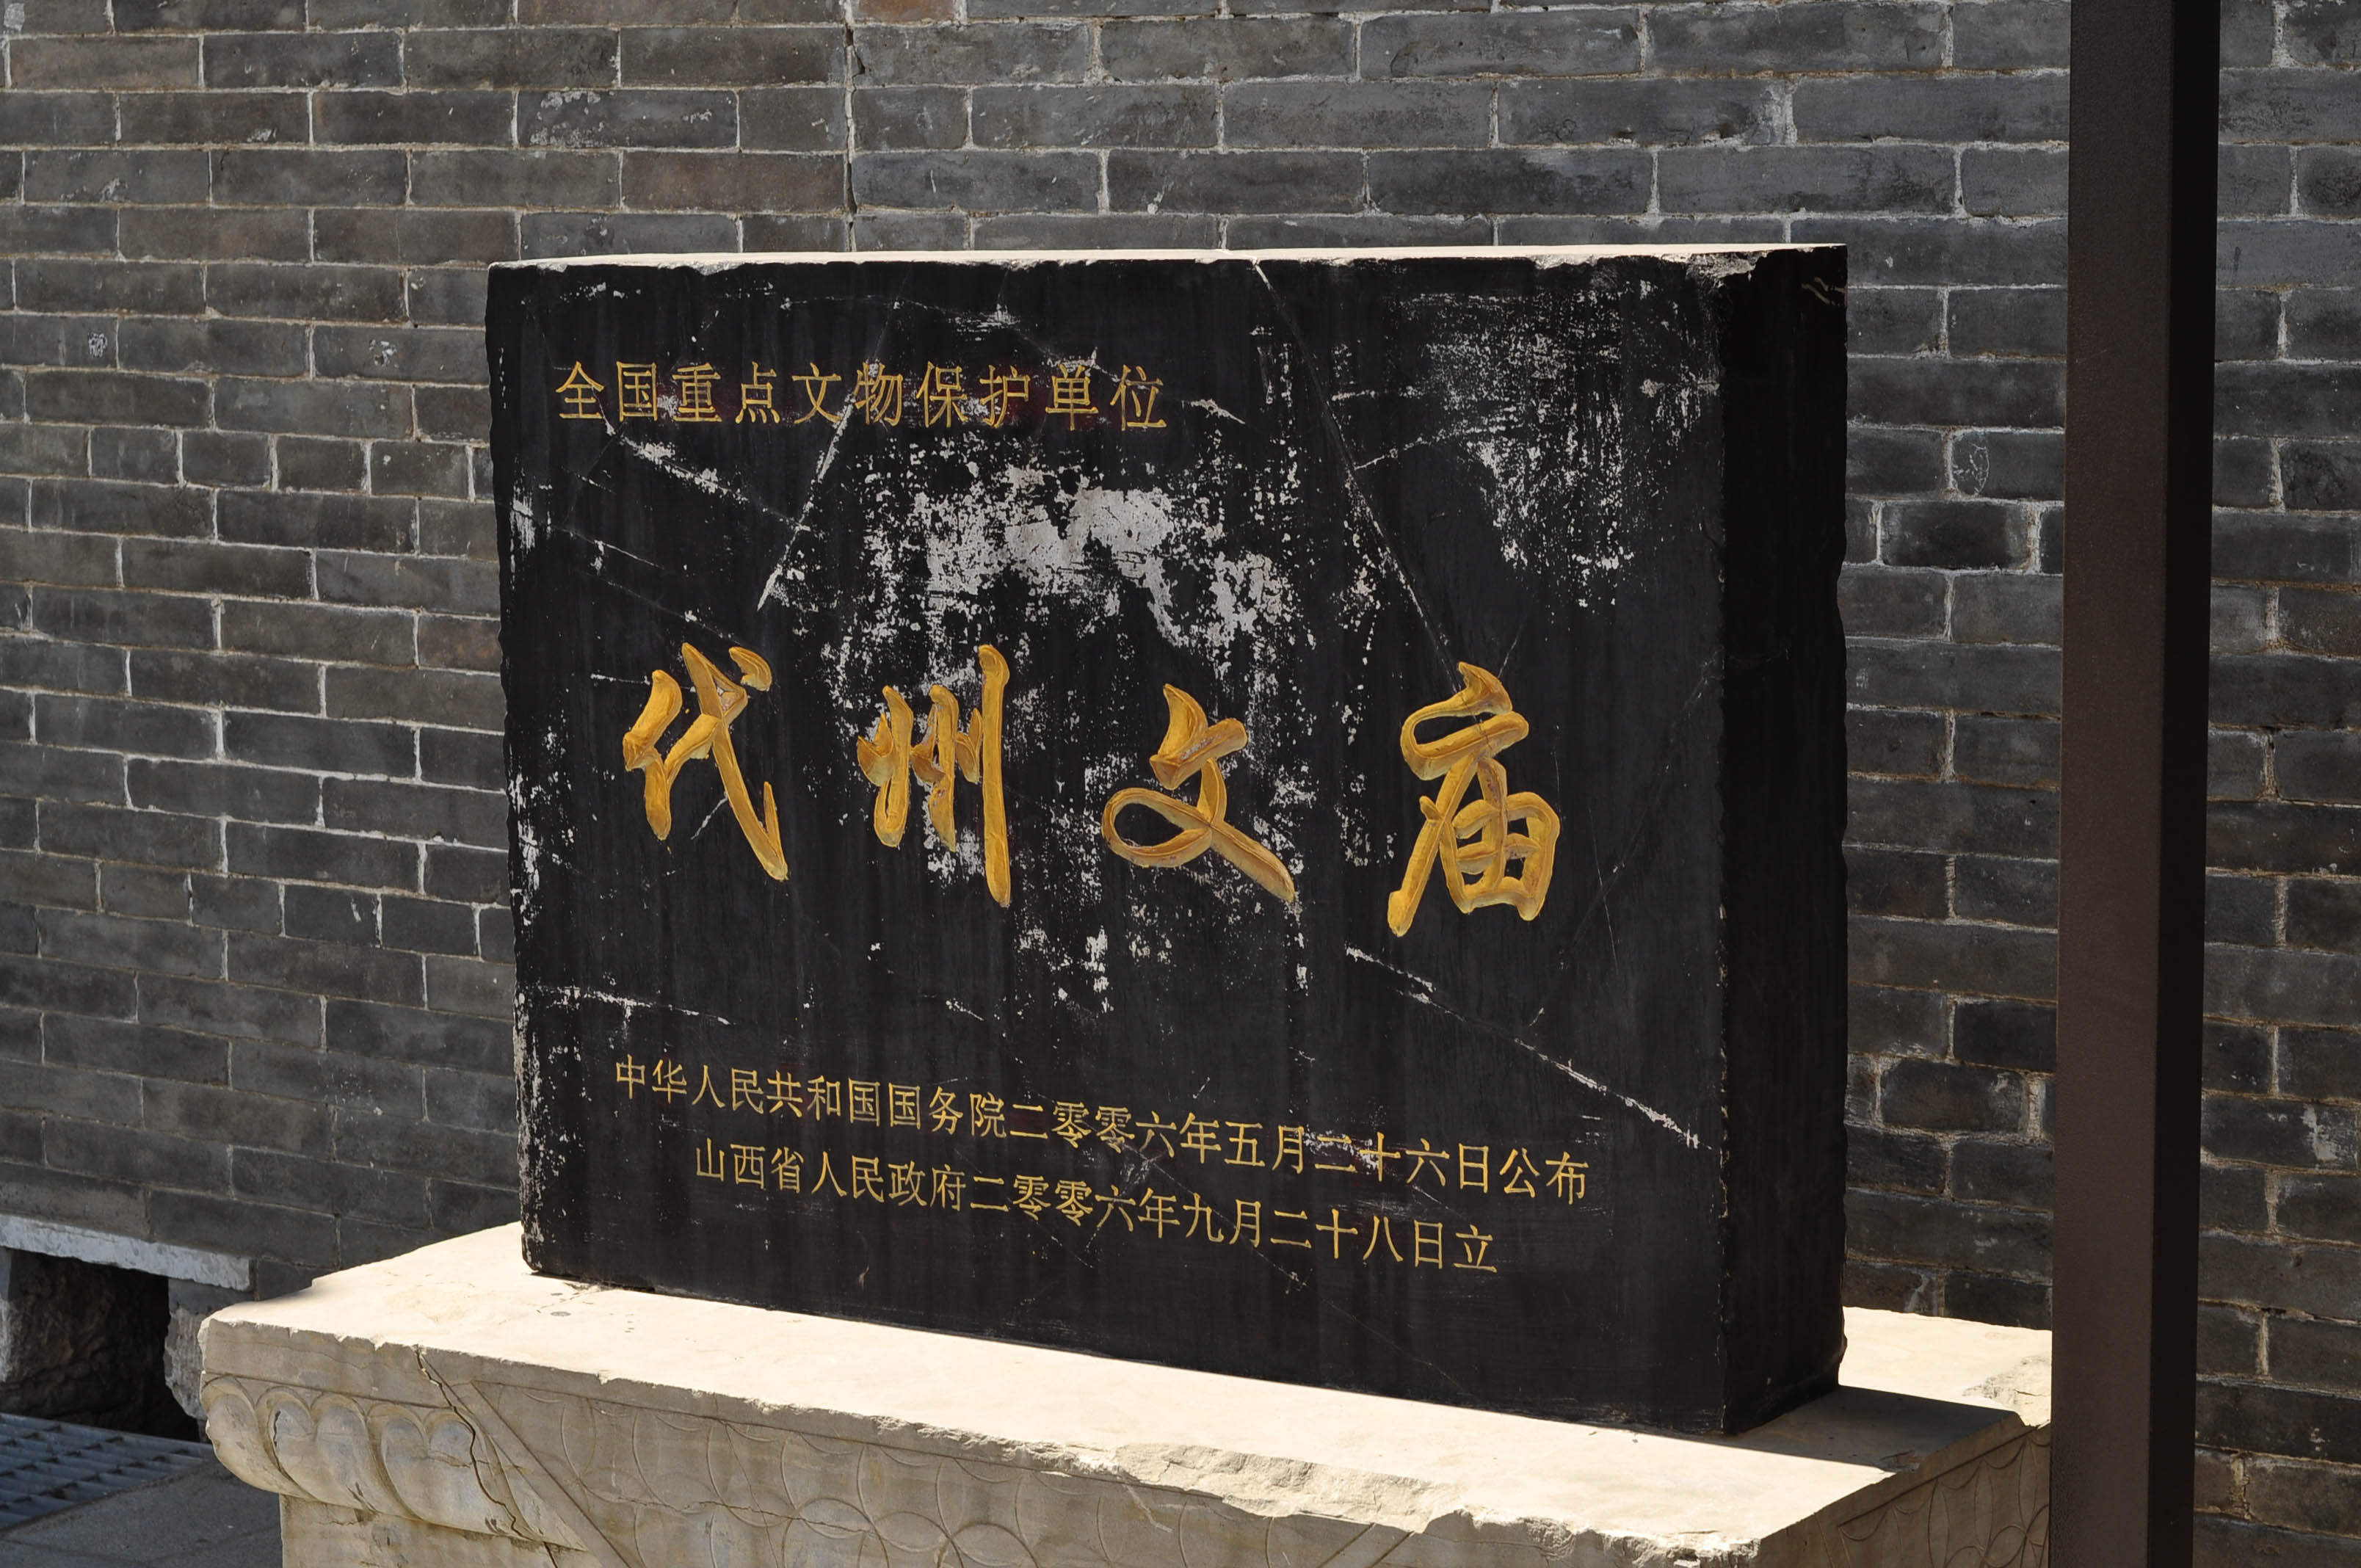 全国重点文物保护单位
代州文庙
中华人民共和国国务院二零零六年五月二十六日公布
山西省人民政府二零零六年九月二十八日立